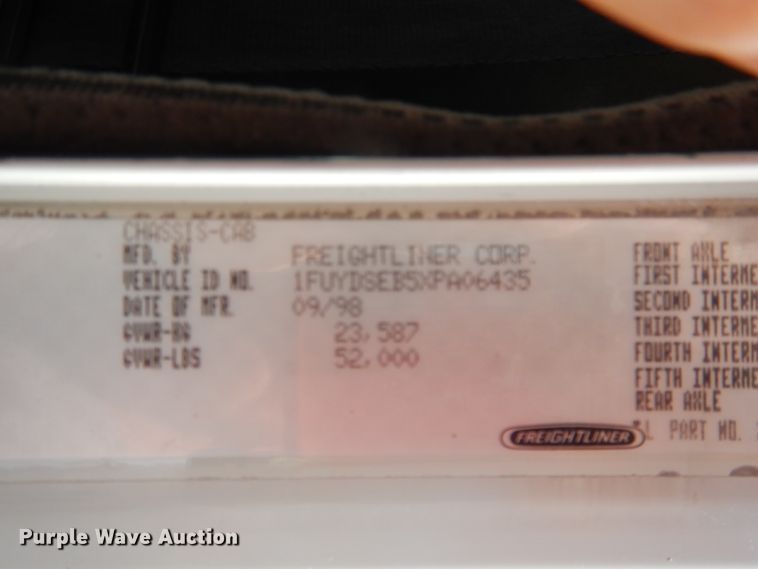 CHASSIS-CAB
MFD. BY FREIGHTLINER CORP.
VEHICLE ID NO. 1FUYDSEB5XPA06435
DATE OF MFR. 09/98
GVWR-KG 23,587
GVWR-LBS 52,000
FRONT AXLE
FIRST INTERME
SECOND INTERM
THIRD INTERME
FOURTH INTERM
FIFTH INTERME
REAR AXLE
FREIGHTLINER
PART NO.
Purple Wave Auction